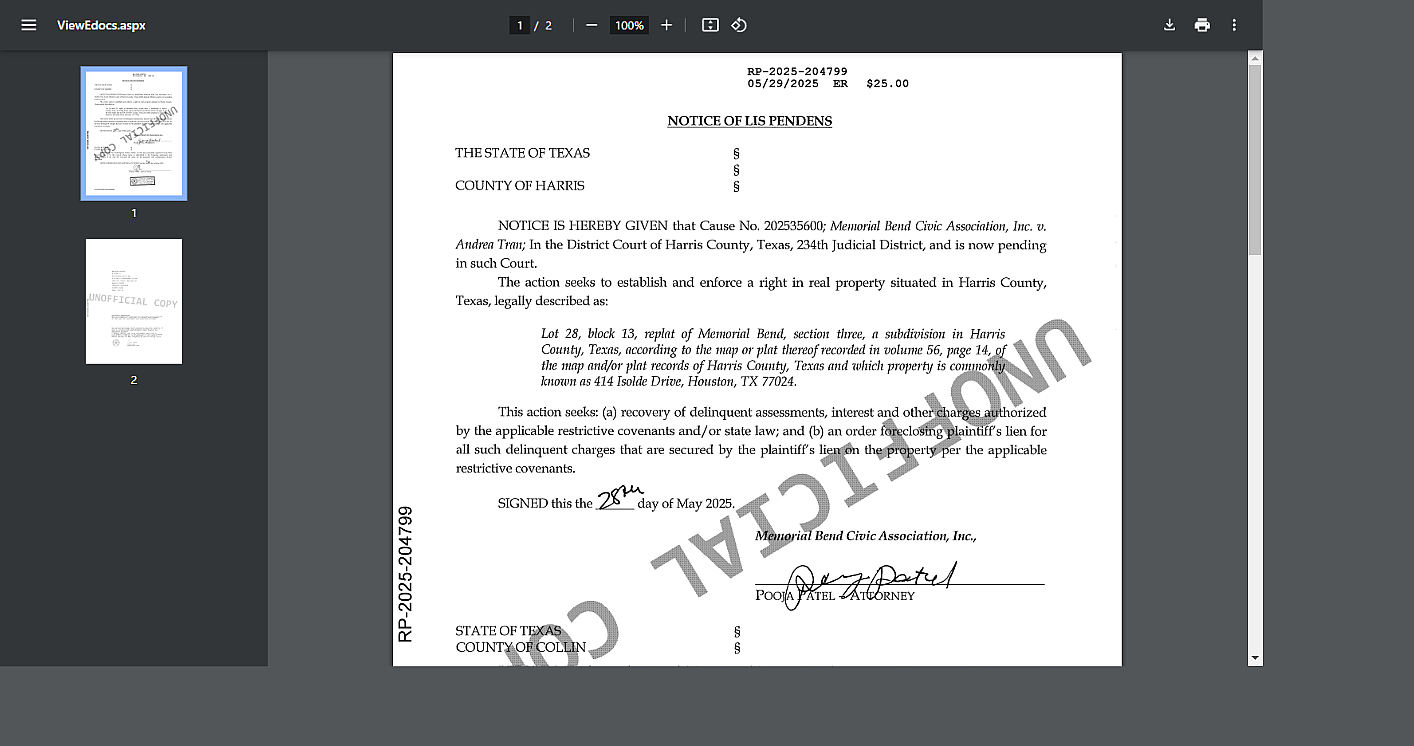 ViewEdocs.aspx
1 / 2
100%
1
2
RP-2025-204799
05/29/2025 ER $25.00
NOTICE OF LIS PENDENS
THE STATE OF TEXAS §
§
COUNTY OF HARRIS §
NOTICE IS HEREBY GIVEN that Cause No. 202535600; Memorial Bend Civic Association, Inc. v.
Andrea Tran; In the District Court of Harris County, Texas, 234th Judicial District, and is now pending
in such Court.
The action seeks to establish and enforce a right in real property situated in Harris County,
Texas, legally described as:
Lot 28, block 13, replat of Memorial Bend, section three, a subdivision in Harris
County, Texas, according to the map or plat thereof recorded in volume 56, page 14, of
the map and/or plat records of Harris County, Texas and which property is commonly
known as 414 Isolde Drive, Houston, TX 77024.
This action seeks: (a) recovery of delinquent assessments, interest and other charges authorized
by the applicable restrictive covenants and/or state law; and (b) an order foreclosing plaintiff's lien for
all such delinquent charges that are secured by the plaintiff's lien on the property per the applicable
restrictive covenants.
SIGNED this the 28th day of May 2025.
Memorial Bend Civic Association, Inc.,
POOJA PATEL – ATTORNEY
STATE OF TEXAS §
COUNTY OF COLLIN §
RP-2025-204799
UNOFFICIAL COPY
UNOFFICIAL COPY
UNOFFICIAL COPY